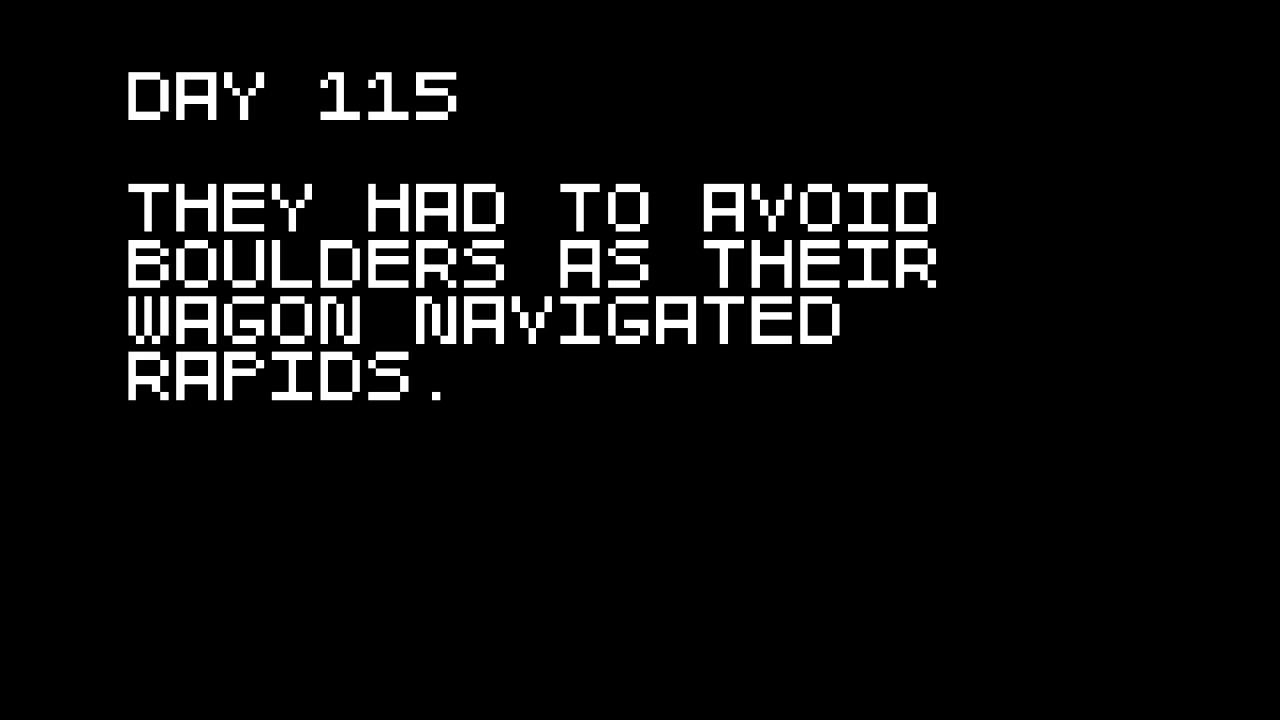 DAY 115
THEY HAD TO AVOID
BOULDERS AS THEIR
WAGON NAVIGATED
RAPIDS.